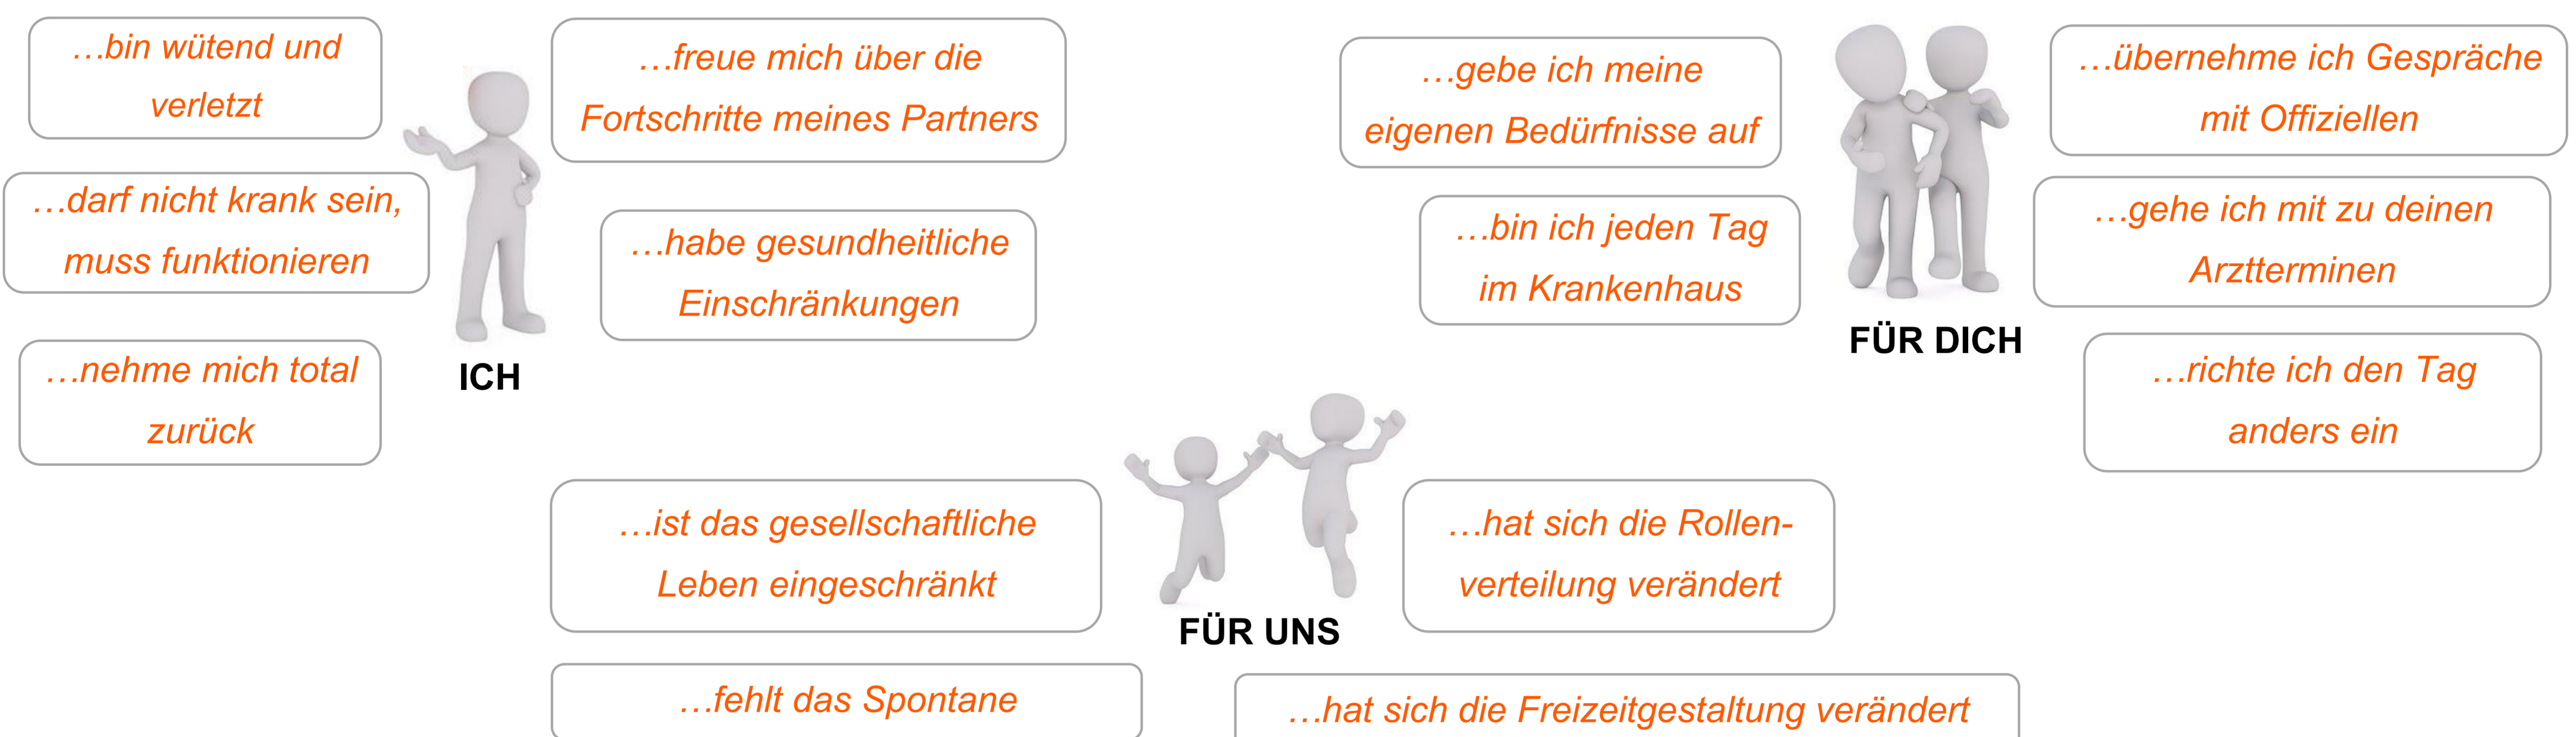 …bin wütend und
verletzt
…freue mich über die
Fortschritte meines Partners
…darf nicht krank sein,
muss funktionieren
…habe gesundheitliche
Einschränkungen
…nehme mich total
zurück
ICH
…gebe ich meine
eigenen Bedürfnisse auf
…übernehme ich Gespräche
mit Offiziellen
…bin ich jeden Tag
im Krankenhaus
…gehe ich mit zu deinen
Arztterminen
FÜR DICH
…richte ich den Tag
anders ein
…ist das gesellschaftliche
Leben eingeschränkt
…hat sich die Rollen-
verteilung verändert
FÜR UNS
…fehlt das Spontane
…hat sich die Freizeitgestaltung verändert